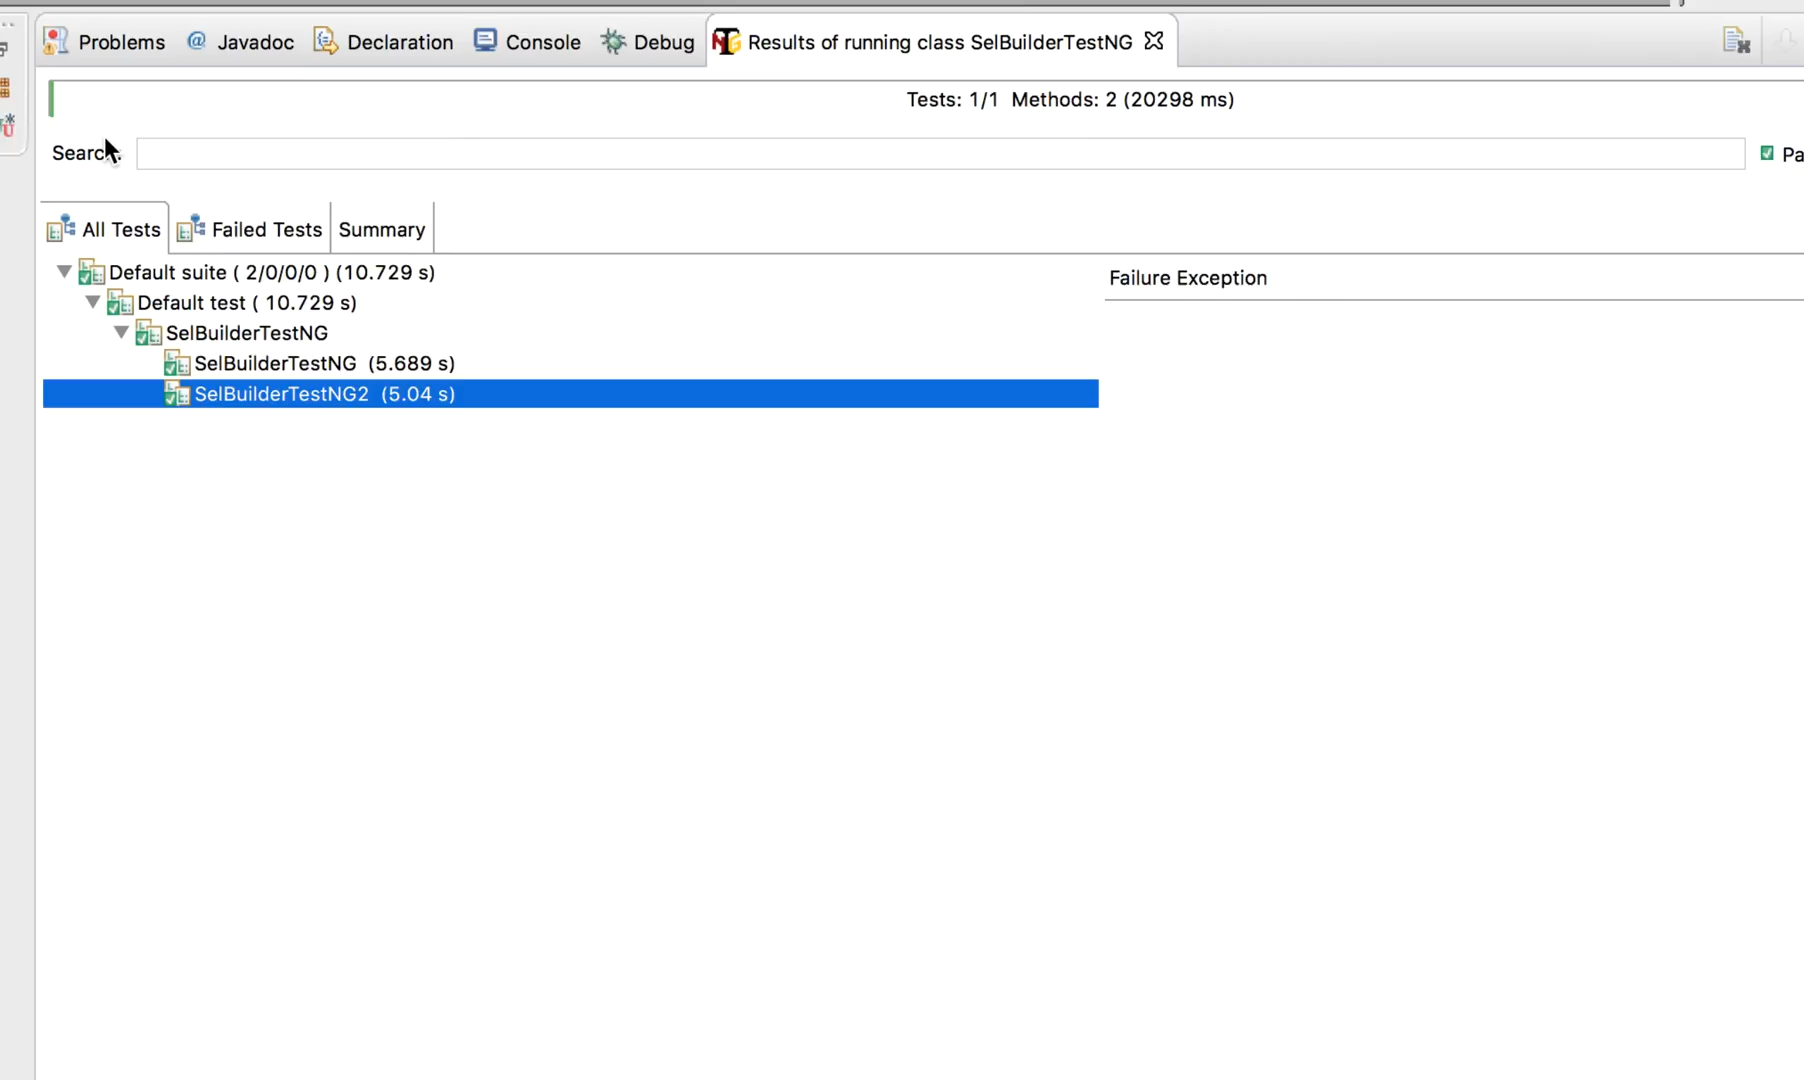 Problems @ Javadoc Declaration Console Debug Results of running class SelBuilderTestNG
Tests: 1/1 Methods: 2 (20298 ms)
Search:
Pa
All Tests Failed Tests Summary
Default suite ( 2/0/0/0 ) (10.729 s)
Failure Exception
Default test ( 10.729 s)
SelBuilderTestNG
SelBuilderTestNG (5.689 s)
SelBuilderTestNG2 (5.04 s)